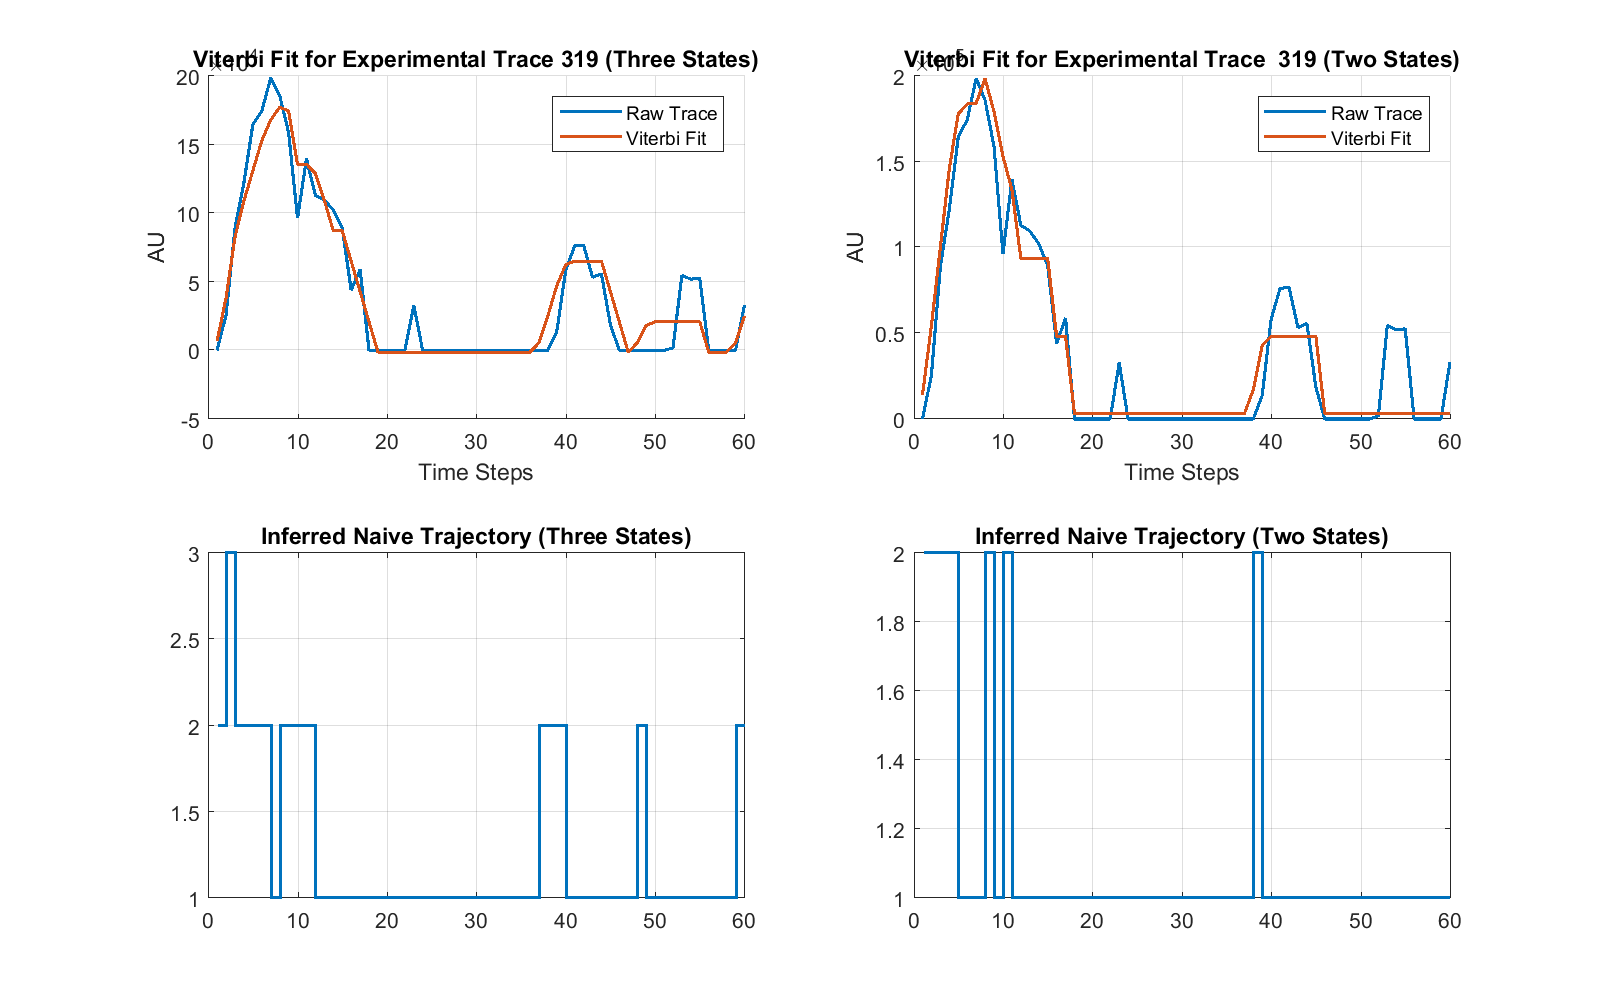 Viterbi Fit for Experimental Trace 319 (Three States)
20
15
10
5
0
-5
AU
Raw Trace
Viterbi Fit
0 10 20 30 40 50 60
Time Steps
Viterbi Fit for Experimental Trace 319 (Two States)
2
1.5
1
0.5
0
AU
Raw Trace
Viterbi Fit
0 10 20 30 40 50 60
Time Steps
Inferred Naive Trajectory (Three States)
3
2.5
2
1.5
1
0 10 20 30 40 50 60
Inferred Naive Trajectory (Two States)
2
1.8
1.6
1.4
1.2
1
0 10 20 30 40 50 60